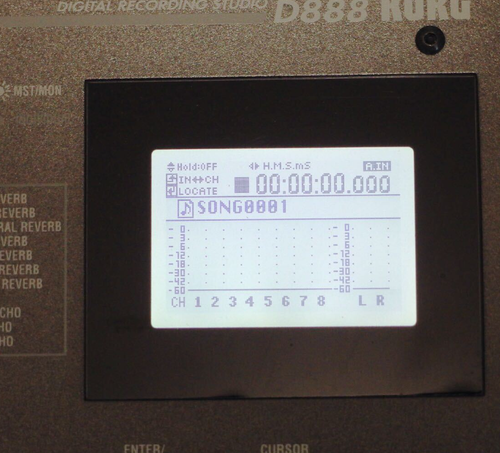 DIGITAL RECORDING STUDIO D888 KORG
MST/MON
Hold:OFF H.M.S.mS A.IN
IN↔CH
LOCATE 00:00:00.000
SONG0001
VERB
REVERB
RAL REVERB
VERB
EVERB
REVERB
REVERB
CHO
HO
HO
- 0 - 0
- 3 - 3
- 6 - 6
-12 -12
-18 -18
-30 -30
-42 -42
-60 -60
CH 1 2 3 4 5 6 7 8 L R
ENTER/ CURSOR